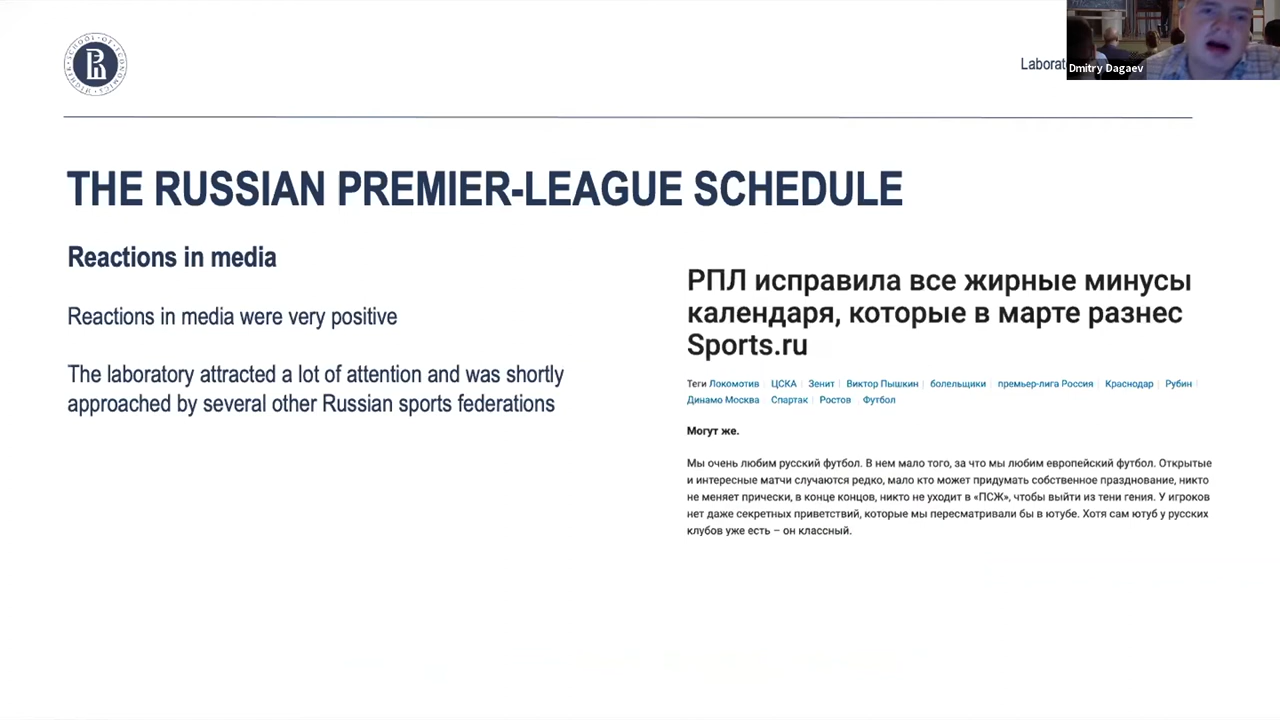 HIGHER SCHOOL OF ECONOMICS
Laborat
Dmitry Dagaev
THE RUSSIAN PREMIER-LEAGUE SCHEDULE
Reactions in media
Reactions in media were very positive
The laboratory attracted a lot of attention and was shortly
approached by several other Russian sports federations
РПЛ исправила все жирные минусы
календаря, которые в марте разнес
Sports.ru
Теги Локомотив ЦСКА Зенит Виктор Пышкин болельщики премьер-лига Россия Краснодар Рубин
Динамо Москва Спартак Ростов Футбол
Могут же.
Мы очень любим русский футбол. В нем мало того, за что мы любим европейский футбол. Открытые
и интересные матчи случаются редко, мало кто может придумать собственное празднование, никто
не меняет прически, в конце концов, никто не уходит в «ПСЖ», чтобы выйти из тени гения. У игроков
нет даже секретных приветствий, которые мы пересматривали бы в ютубе. Хотя сам ютуб у русских
клубов уже есть – он классный.